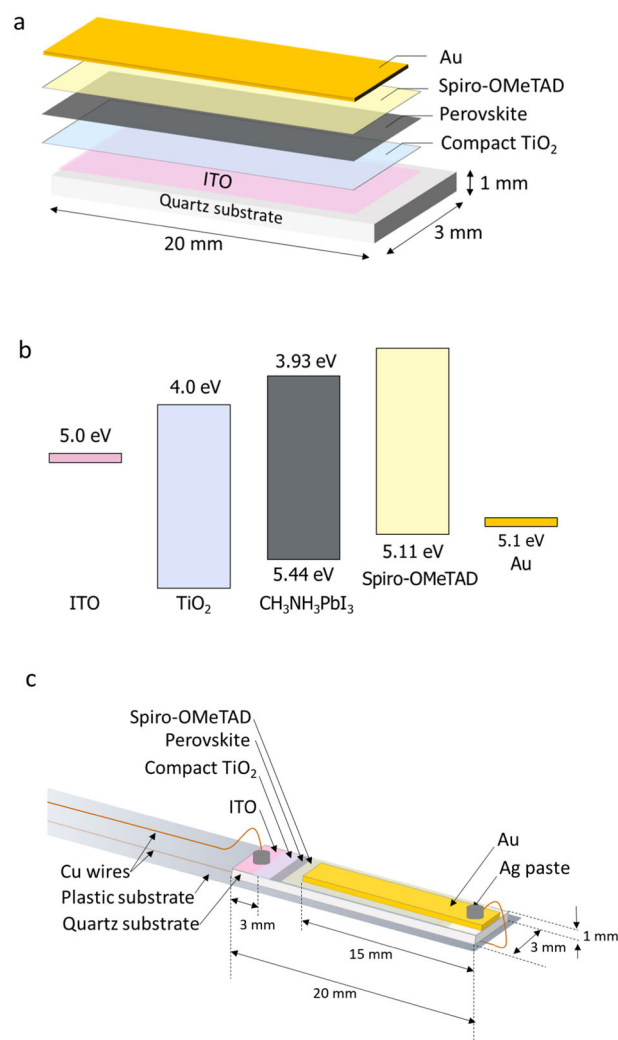 a
Au
Spiro-OMeTAD
Perovskite
Compact TiO₂
ITO
Quartz substrate
1 mm
3 mm
20 mm
b
3.93 eV
4.0 eV
5.0 eV
5.11 eV
5.1 eV
5.44 eV
Spiro-OMeTAD
Au
ITO
TiO₂
CH₃NH₃PbI₃
c
Spiro-OMeTAD
Perovskite
Compact TiO₂
ITO
Au
Ag paste
Cu wires
Plastic substrate
Quartz substrate
3 mm
1 mm
3 mm
15 mm
20 mm